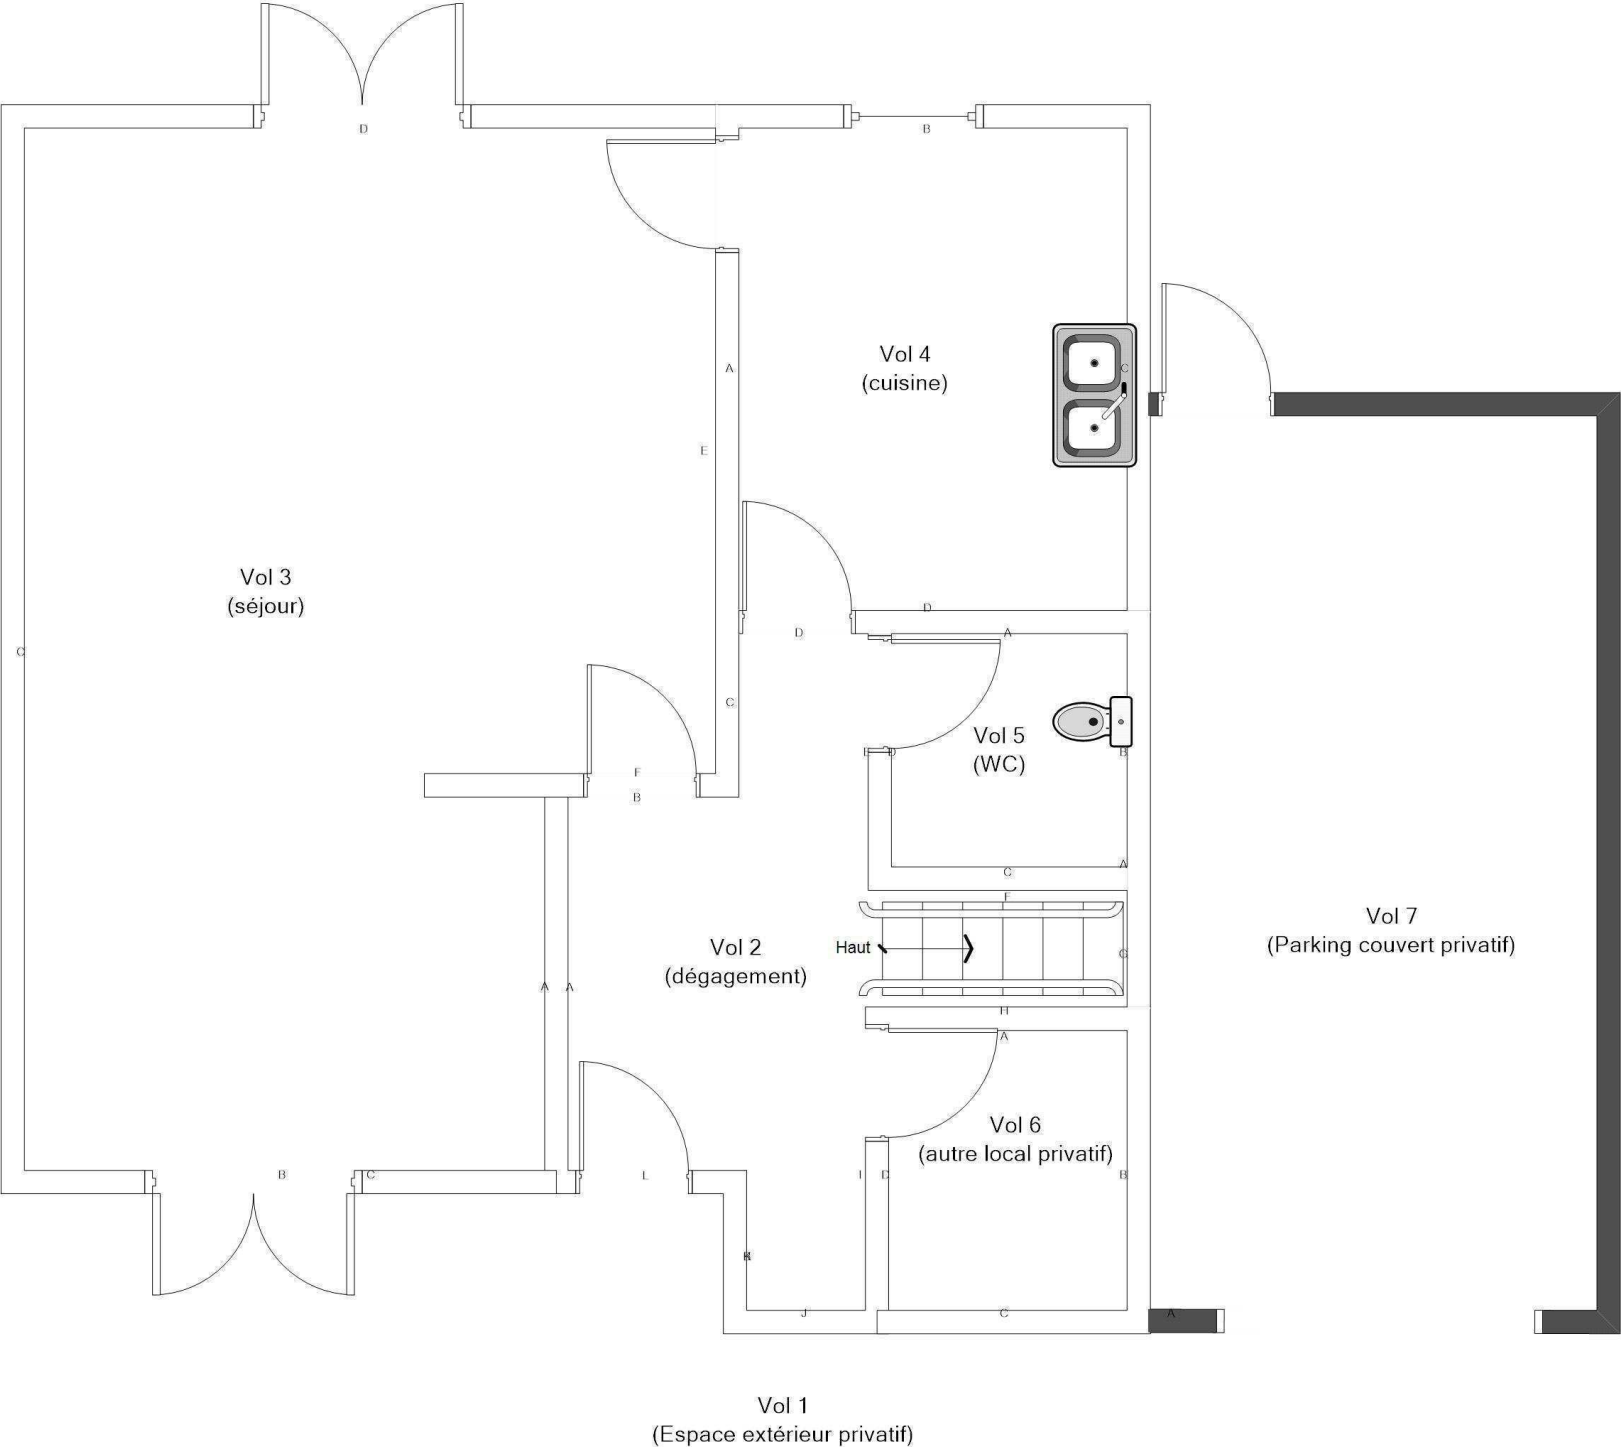 D
B
A
C
Vol 4
(cuisine)
E
Vol 3
(séjour)
D
D
A
C
C
Vol 5
(WC)
B
D
F
B
A
C
F
Vol 7
(Parking couvert privatif)
Vol 2
(dégagement)
Haut
G
A
A
H
A
Vol 6
(autre local privatif)
B
C
L
I
D
B
J
C
A
Vol 1
(Espace extérieur privatif)